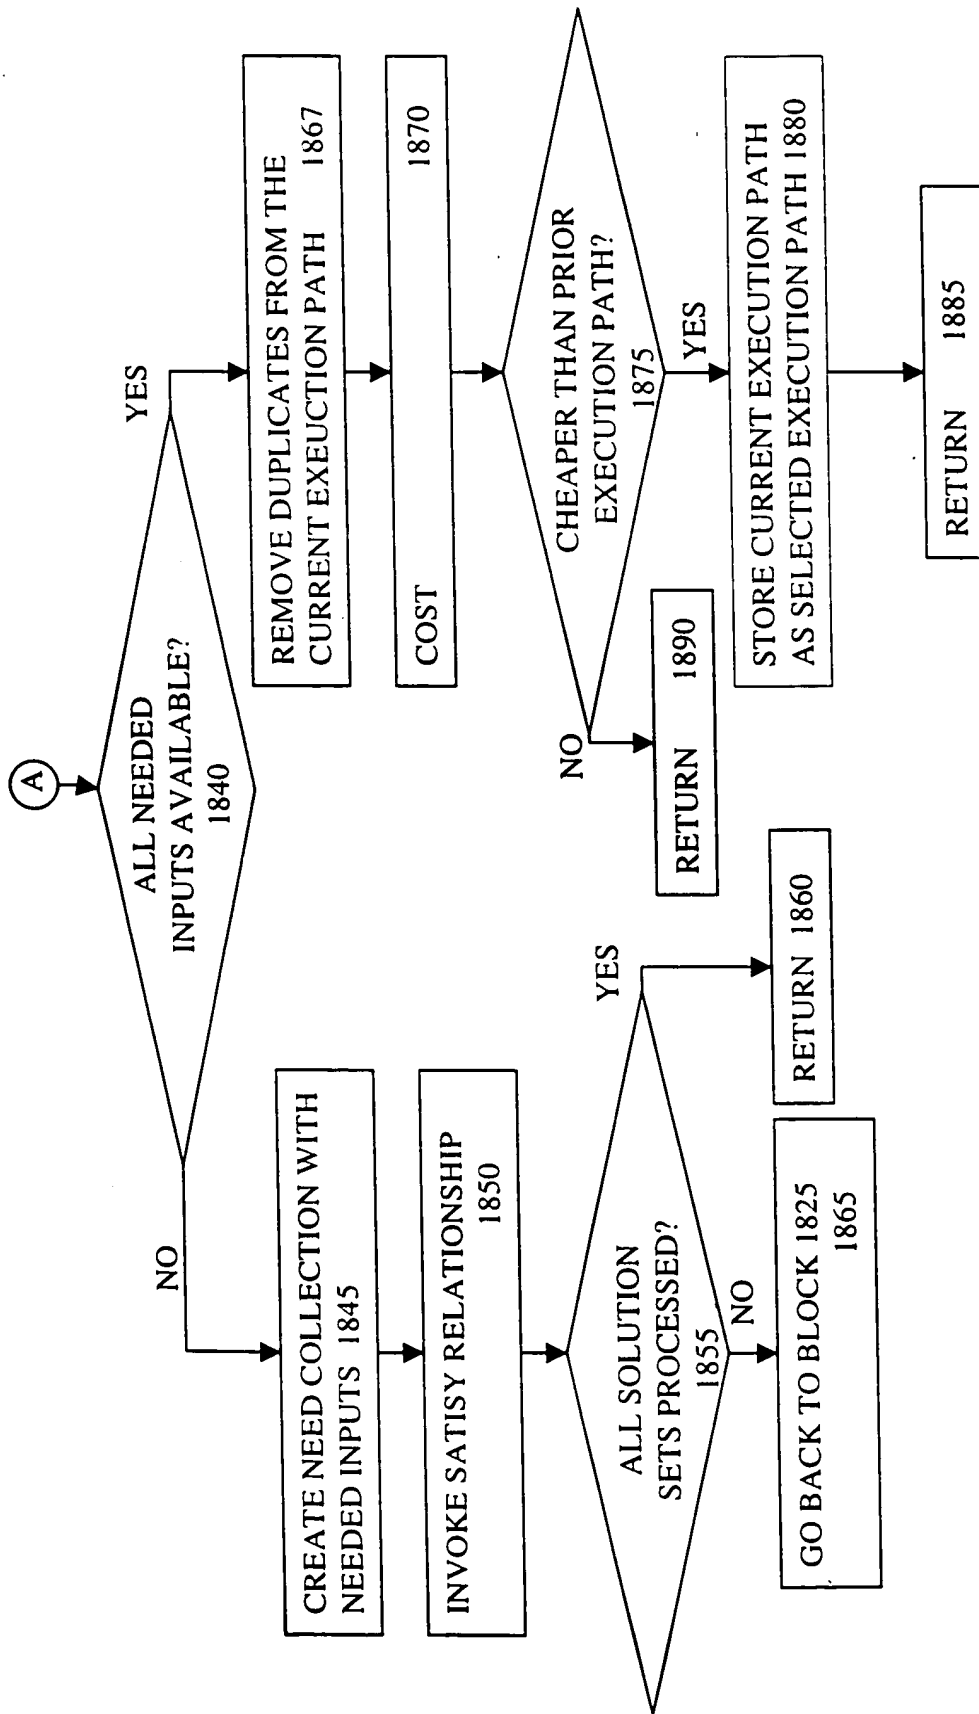 A
ALL NEEDED
INPUTS AVAILABLE?
1840
NO
YES
CREATE NEED COLLECTION WITH
NEEDED INPUTS 1845
INVOKE SATISY RELATIONSHIP
1850
ALL SOLUTION
SETS PROCESSED?
1855
YES
NO
RETURN 1860
GO BACK TO BLOCK 1825
1865
REMOVE DUPLICATES FROM THE
CURRENT EXEUCTION PATH 1867
COST 1870
CHEAPER THAN PRIOR
EXECUTION PATH?
1875
NO
YES
RETURN 1890
STORE CURRENT EXECUTION PATH
AS SELECTED EXECUTION PATH 1880
RETURN 1885